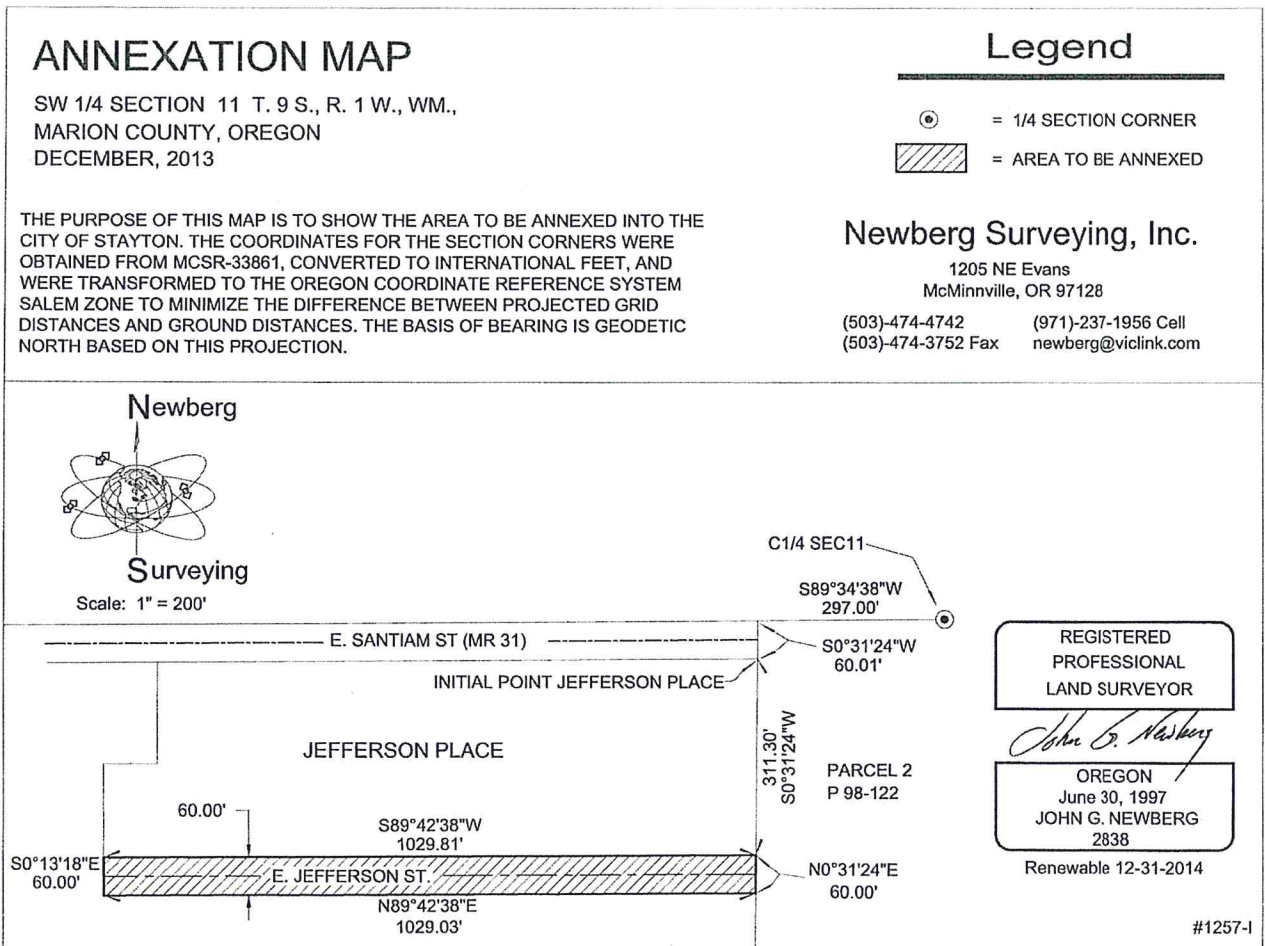 ANNEXATION MAP
SW 1/4 SECTION 11 T. 9 S., R. 1 W., WM.,
MARION COUNTY, OREGON
DECEMBER, 2013
THE PURPOSE OF THIS MAP IS TO SHOW THE AREA TO BE ANNEXED INTO THE
CITY OF STAYTON. THE COORDINATES FOR THE SECTION CORNERS WERE
OBTAINED FROM MCSR-33861, CONVERTED TO INTERNATIONAL FEET, AND
WERE TRANSFORMED TO THE OREGON COORDINATE REFERENCE SYSTEM
SALEM ZONE TO MINIMIZE THE DIFFERENCE BETWEEN PROJECTED GRID
DISTANCES AND GROUND DISTANCES. THE BASIS OF BEARING IS GEODETIC
NORTH BASED ON THIS PROJECTION.
Legend
= 1/4 SECTION CORNER
= AREA TO BE ANNEXED
Newberg Surveying, Inc.
1205 NE Evans
McMinnville, OR 97128
(503)-474-4742 (971)-237-1956 Cell
(503)-474-3752 Fax newberg@viclink.com
Newberg
Surveying
Scale: 1" = 200'
C1/4 SEC11
S89°34'38"W
297.00'
E. SANTIAM ST (MR 31)
S0°31'24"W
60.01'
INITIAL POINT JEFFERSON PLACE
JEFFERSON PLACE
311.30'
S0°31'24"W
PARCEL 2
P 98-122
60.00'
S89°42'38"W
1029.81'
S0°13'18"E
60.00'
E. JEFFERSON ST.
N0°31'24"E
60.00'
N89°42'38"E
1029.03'
REGISTERED
PROFESSIONAL
LAND SURVEYOR
John G. Newberg
OREGON
June 30, 1997
JOHN G. NEWBERG
2838
Renewable 12-31-2014
#1257-I